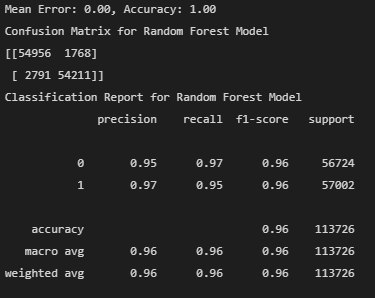 Mean Error: 0.00, Accuracy: 1.00
Confusion Matrix for Random Forest Model
[[54956  1768]
 [ 2791 54211]]
Classification Report for Random Forest Model
              precision    recall  f1-score   support
           0       0.95      0.97      0.96     56724
           1       0.97      0.95      0.96     57002
    accuracy                           0.96    113726
   macro avg       0.96      0.96      0.96    113726
weighted avg       0.96      0.96      0.96    113726